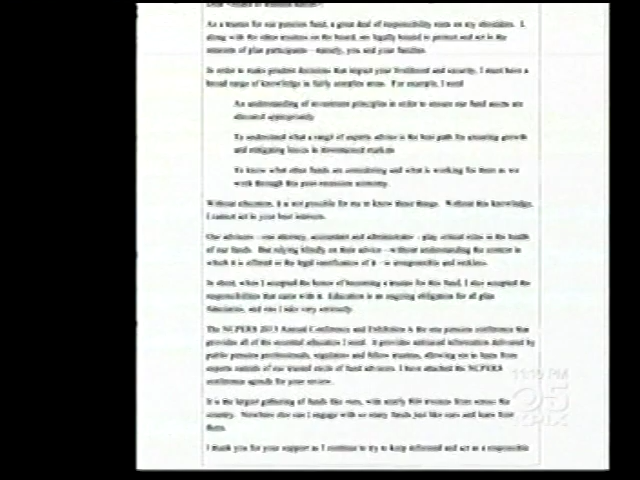 As a trustee for our pension fund, a great deal of responsibility rests on my shoulders. I
along with the other trustees on the board, are legally bound to protect and act in the
interests of plan participants - namely, you and your families.
In order to make prudent decisions that impact your livelihood and security, I must have a
broad range of knowledge in fairly complex areas. For example, I need
An understanding of investment principles in order to ensure our fund assets are
allocated appropriately
To understand what a range of experts advise is the best path for ensuring growth
and mitigating losses in downturned markets
To know what other funds are considering and what is working for them as we
work through this post-recession economy.
Without education, it is not possible for me to know these things. Without this knowledge,
I cannot act in your best interests.
Our advisors - our attorney, accountant and administrator - play critical roles in the health
of our funds. But relying blindly on their advice - without understanding the context in
which it is offered or the legal ramifications of it - is irresponsible and reckless.
In short, when I accepted the honor of becoming a trustee for this fund, I also accepted the
responsibilities that came with it. Education is an ongoing obligation for all plan
fiduciaries, and one I take very seriously.
The NCPERS 2013 Annual Conference and Exhibition is the one pension conference that
provides all of the essential education I need. It provides unbiased information delivered by
public pension professionals, regulators and fellow trustees, allowing me to learn from
experts outside of our trusted circle of fund advisors. I have attached the NCPERS
conference agenda for your review.
It is the largest gathering of funds like ours, with nearly trustees from across the
country. Nowhere else can I engage with so many funds just like ours and learn from
them.
I thank you for your support as I continue to try to keep informed and act as a responsible
11:19 PM
5
KPIX